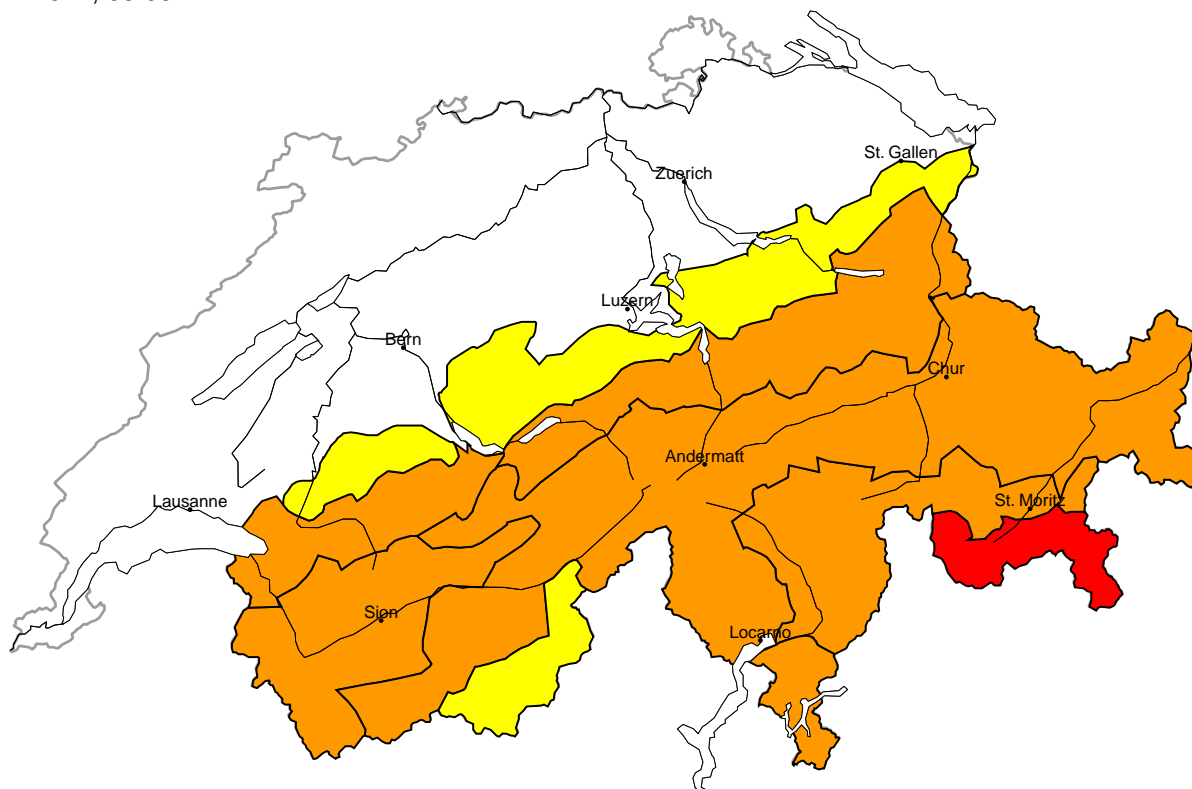 St. Gallen
Zuerich
Luzern
Bern
Chur
Andermatt
Lausanne
St. Moritz
Sion
Locarno